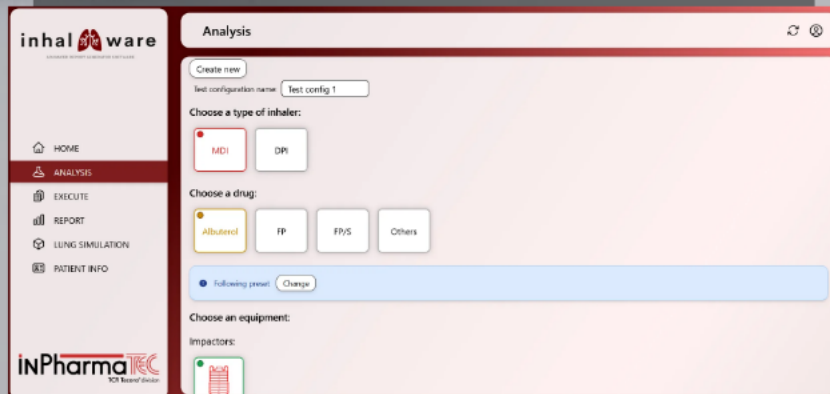 inhal ware
Analysis
Create new
Test configuration name: Test config 1
Choose a type of inhaler:
MDI
DPI
HOME
ANALYSIS
EXECUTE
REPORT
LUNG SIMULATION
PATIENT INFO
Choose a drug:
Albuterol
FP
FP/S
Others
Following preset Change
Choose an equipment:
Impactors:
iNPharmaTEC